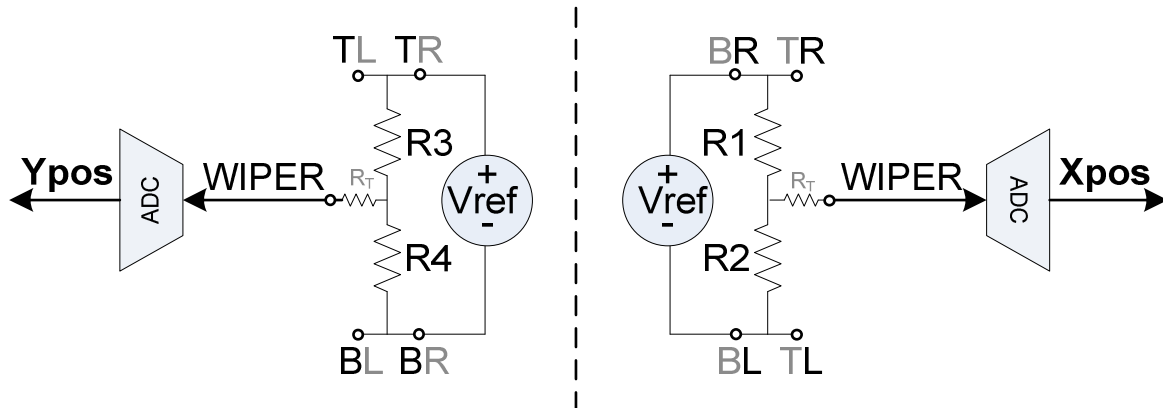 TL TR
R3
Ypos
ADC
WIPER
RT
+
Vref
-
R4
BL BR
BR TR
R1
+
Vref
-
RT
WIPER
ADC
Xpos
R2
BL TL